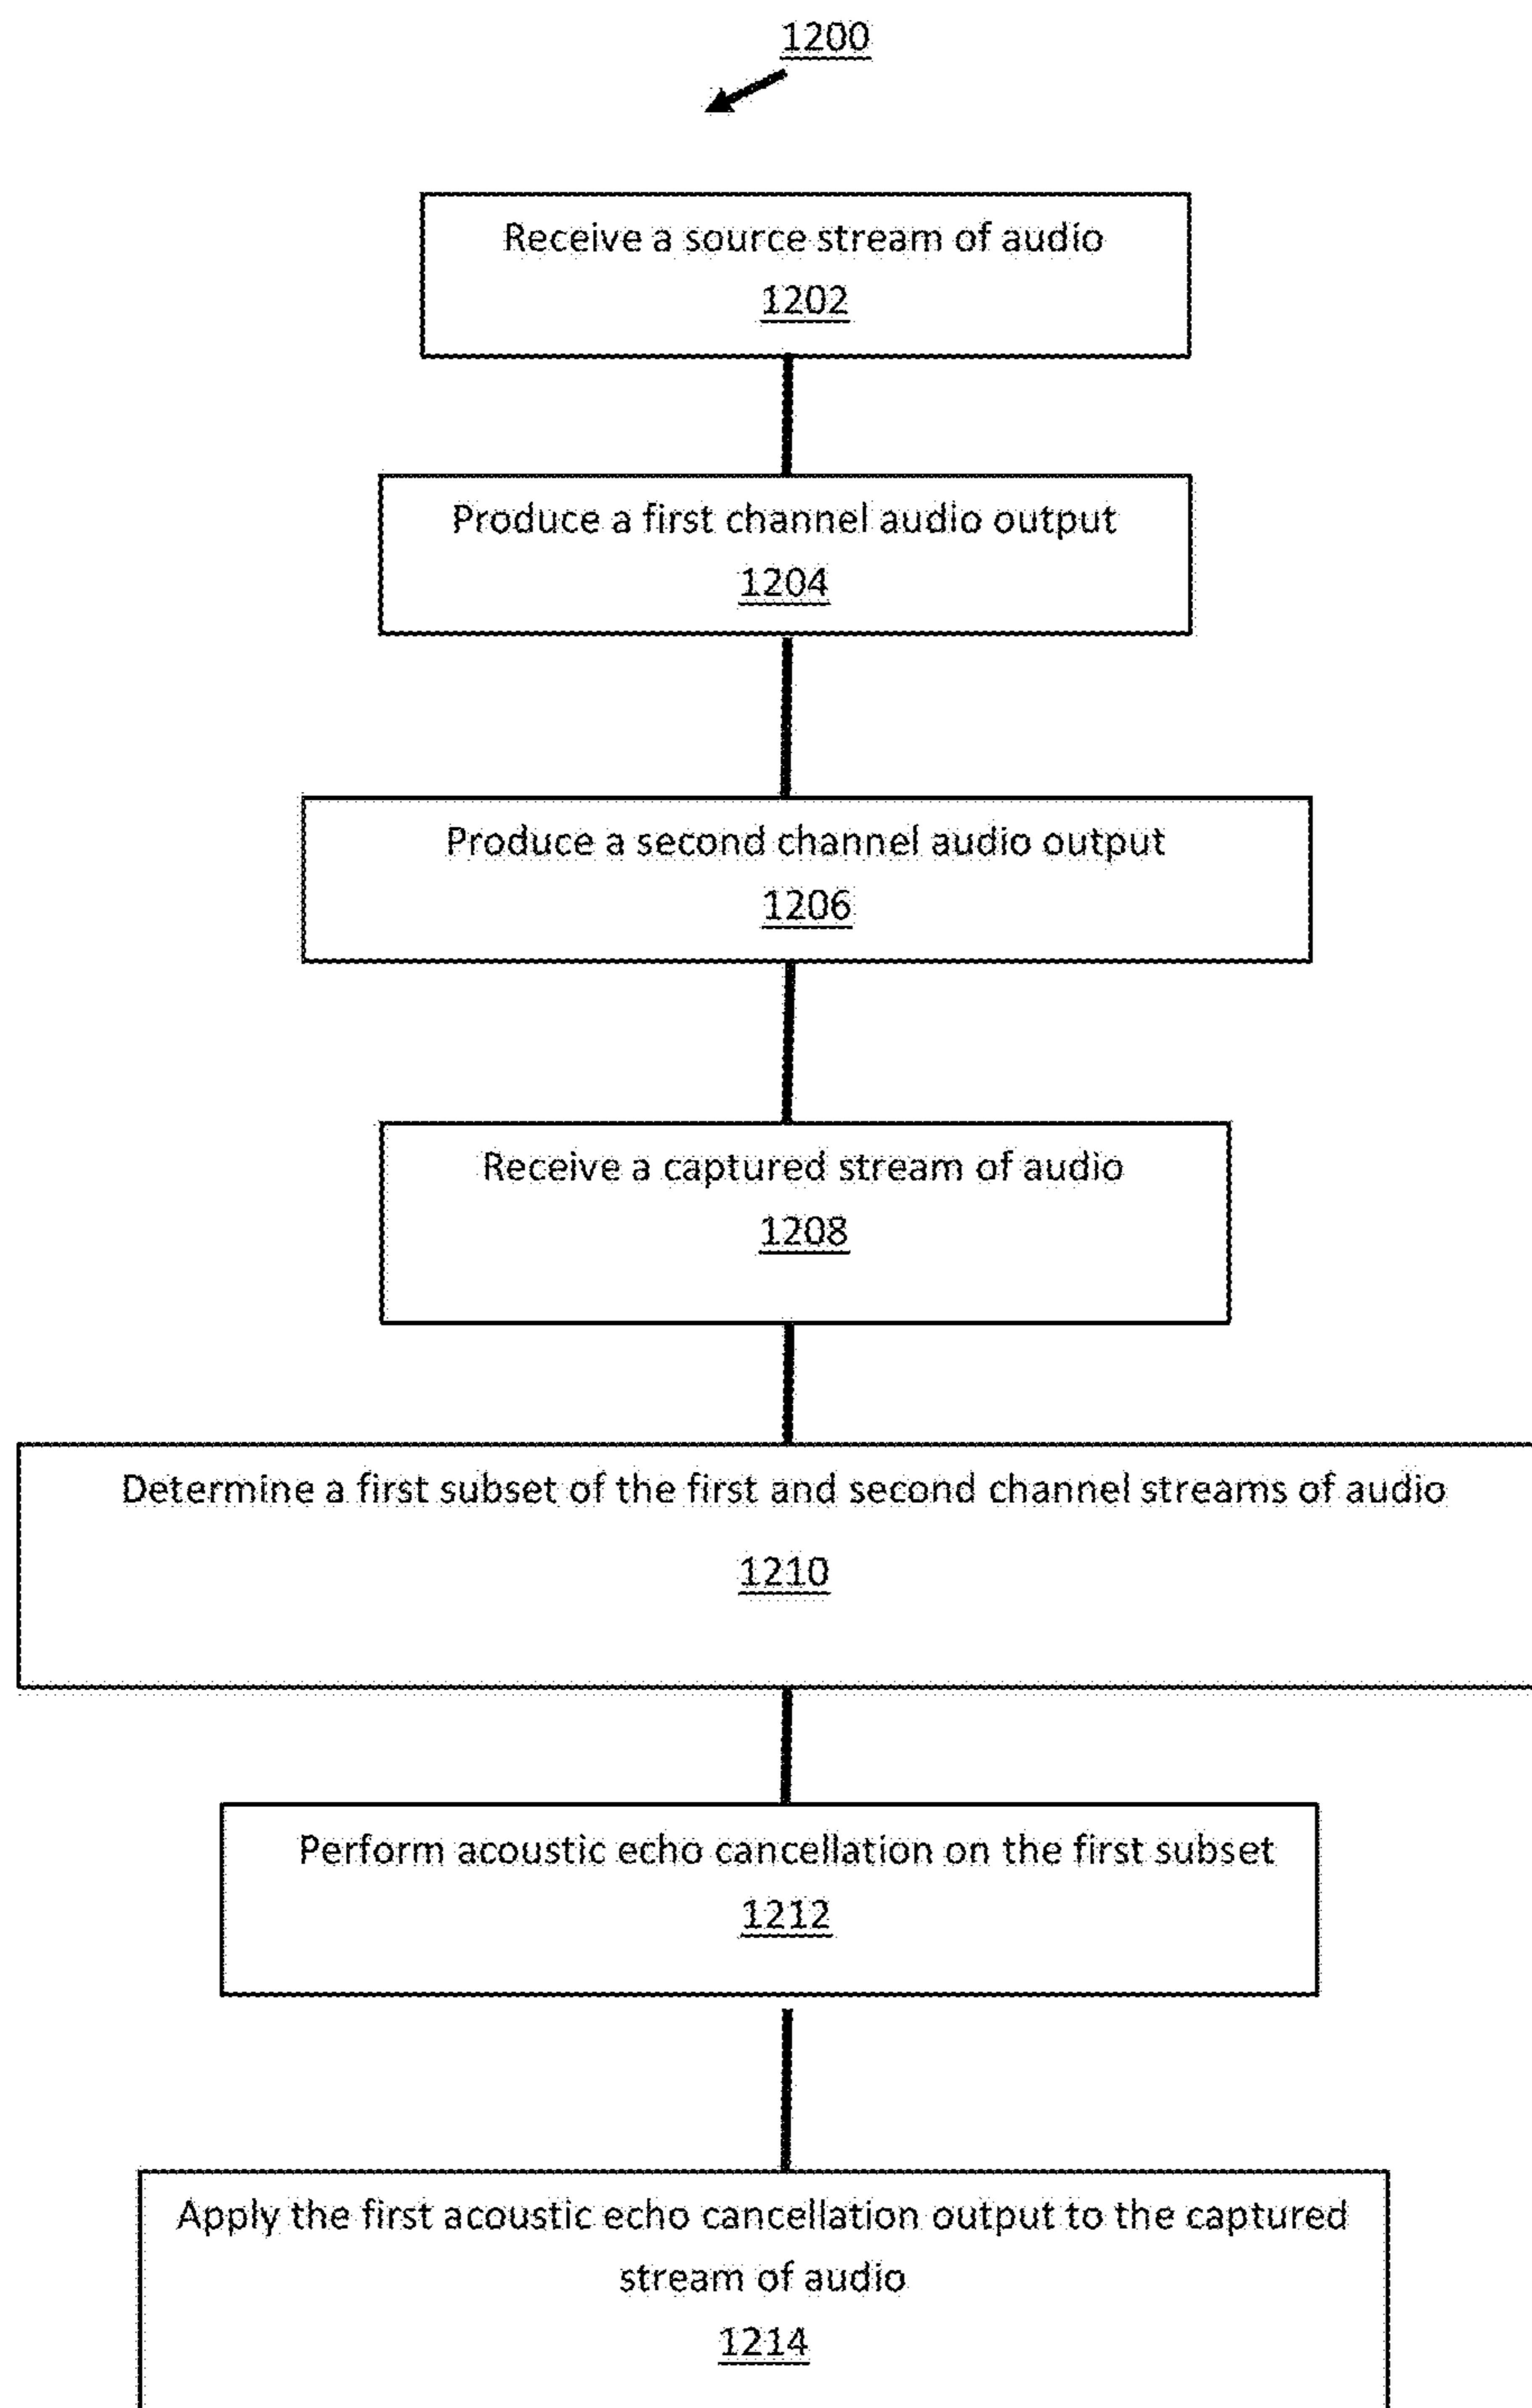 1200
Receive a source stream of audio
1202
Produce a first channel audio output
1204
Produce a second channel audio output
1206
Receive a captured stream of audio
1208
Determine a first subset of the first and second channel streams of audio
1210
Perform acoustic echo cancellation on the first subset
1212
Apply the first acoustic echo cancellation output to the captured
stream of audio
1214